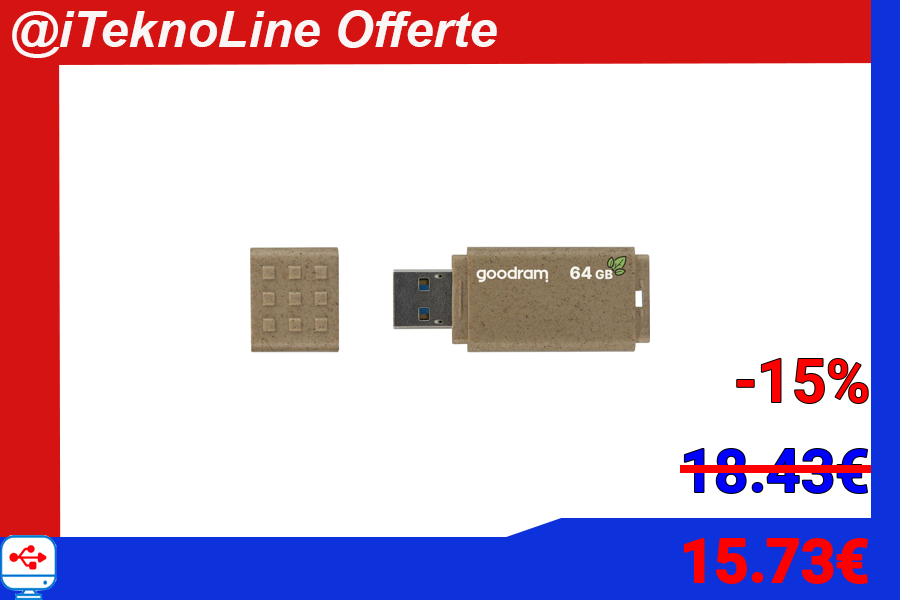 @iTeknoLine Offerte
goodram
64 GB
-15%
18.43€
15.73€